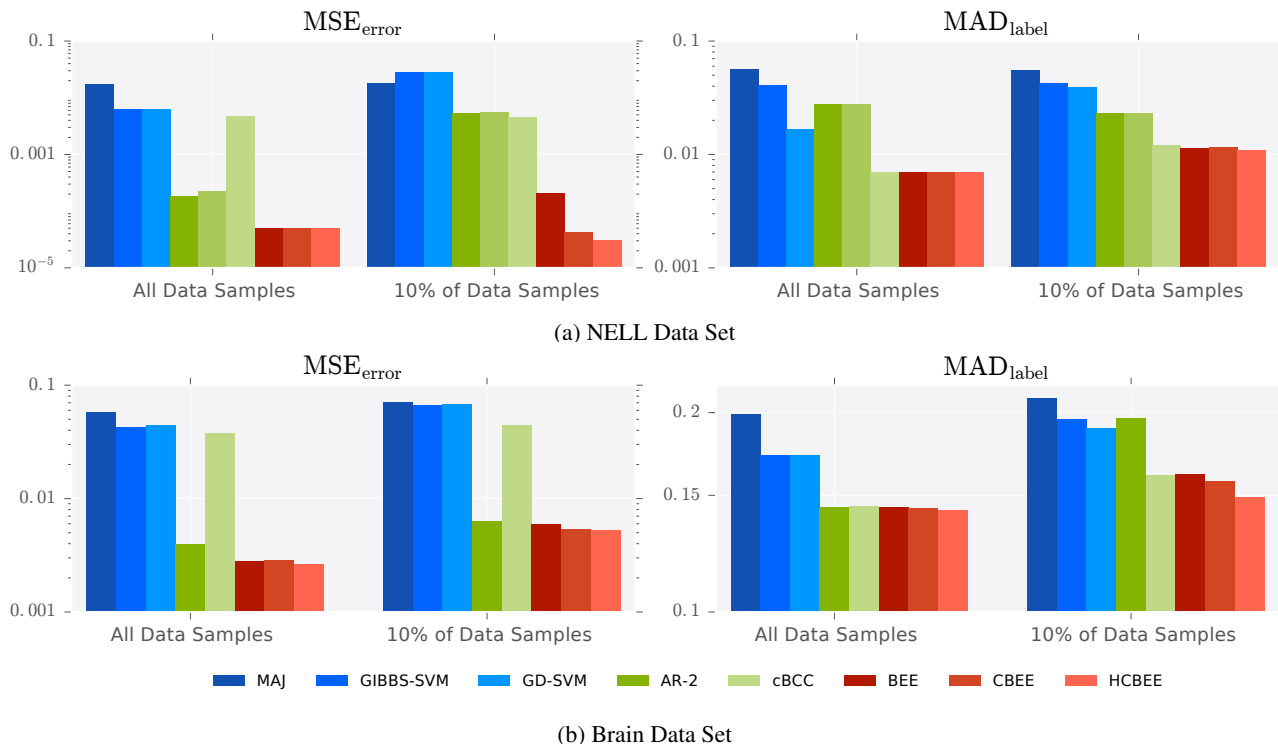 MSE_error MAD_label
0.1 0.1
0.001 0.01
10^−5 0.001
All Data Samples 10% of Data Samples All Data Samples 10% of Data Samples
(a) NELL Data Set
MSE_error MAD_label
0.1 0.2
0.01 0.15
0.001 0.1
All Data Samples 10% of Data Samples All Data Samples 10% of Data Samples
MAJ GIBBS-SVM GD-SVM AR-2 cBCC BEE CBEE HCBEE
(b) Brain Data Set